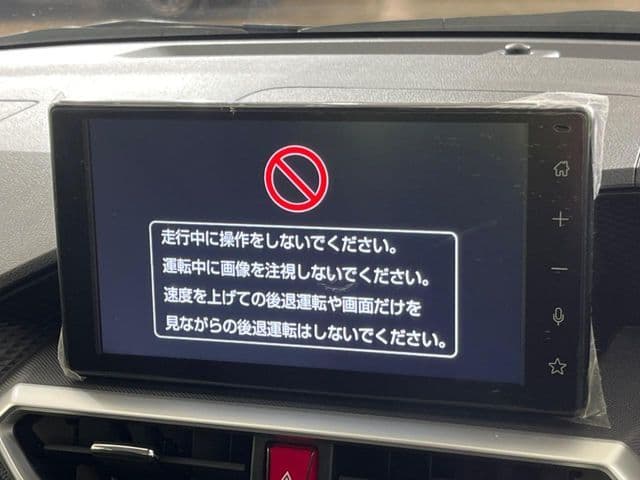 走行中に操作をしないでください。
運転中に画像を注視しないでください。
速度を上げての後退運転や画面だけを
見ながらの後退運転はしないでください。